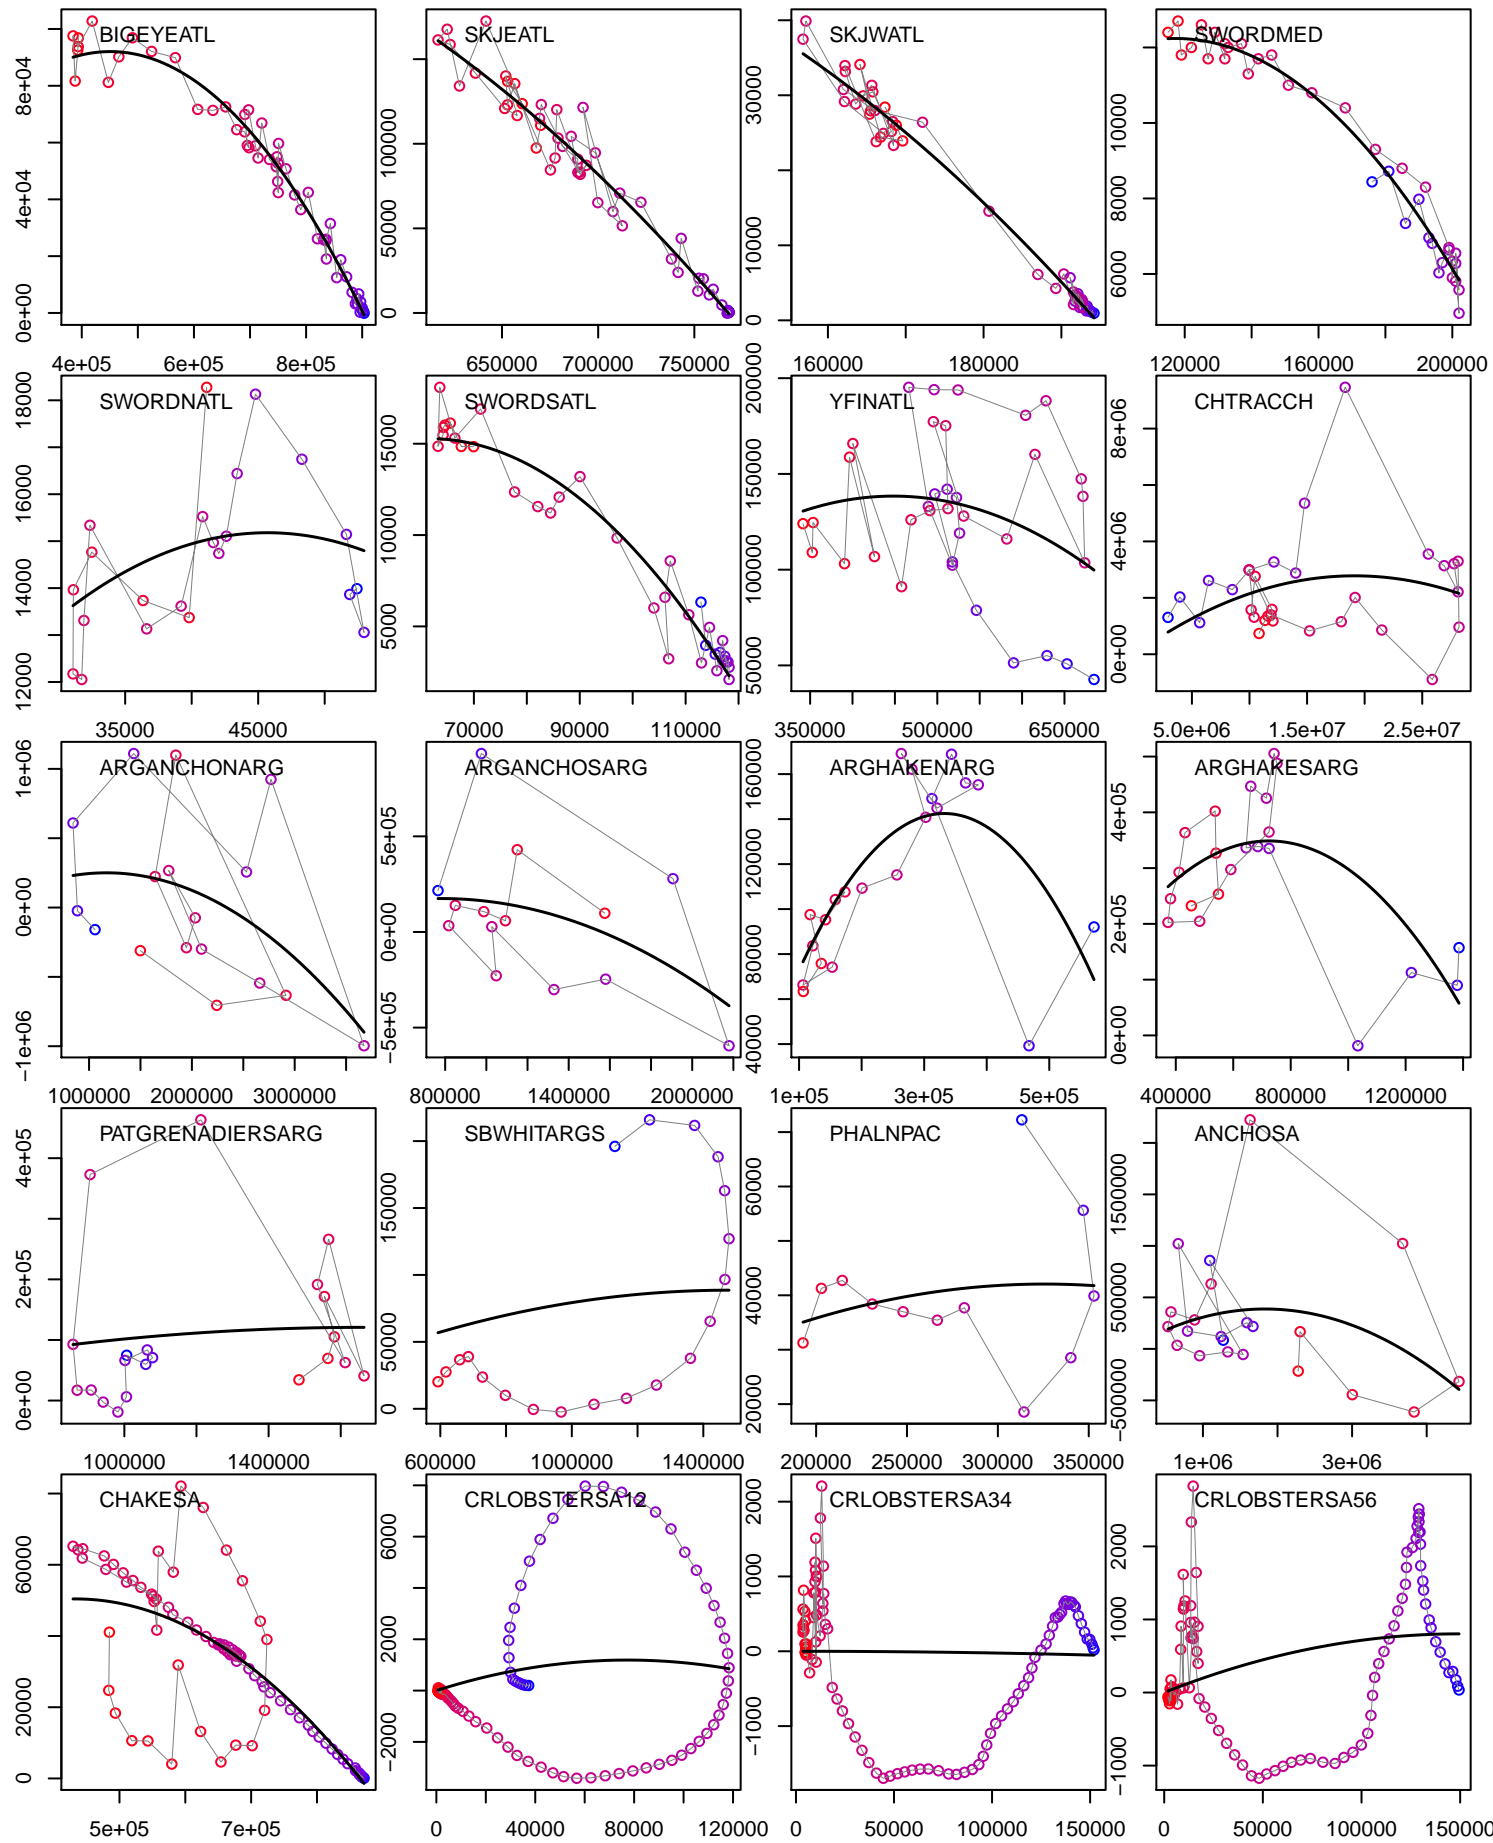 BIGEYEATL SKJEATL SKJWATL SWORDMED
0e+00 4e+04 8e+04 0 50000 100000 0 10000 30000 6000 8000 10000
4e+05 6e+05 8e+05 650000 700000 750000 160000 180000 120000 160000 200000
SWORDNATL SWORDSATL YFINATL CHTRACCH
12000 14000 16000 18000 5000 10000 15000 50000 100000 150000 200000 0e+00 4e+06 8e+06
35000 45000 70000 90000 110000 350000 500000 650000 5.0e+06 1.5e+07 2.5e+07
ARGANCHONARG ARGANCHOSARG ARGHAKENARG ARGHAKESARG
−1e+06 0e+00 1e+06 −5e+05 0e+00 5e+05 40000 80000 120000 160000 0e+00 2e+05 4e+05
1000000 2000000 3000000 800000 1400000 2000000 1e+05 3e+05 5e+05 400000 800000 1200000
PATGRENADIERSARG SBWHITARGS PHALNPAC ANCHOSA
0e+00 2e+05 4e+05 0 50000 150000 20000 40000 60000 −500000 500000 1500000
1000000 1400000 6000000 10000000 1400000 200000 250000 300000 350000 1e+06 3e+06
CHAKESA CRLOBSTERSA12 CRLOBSTERSA34 CRLOBSTERSA56
0 20000 60000 −2000 2000 6000 −1000 0 1000 2000 −1000 0 1000 2000
5e+05 7e+05 0 40000 80000 120000 0 50000 100000 150000 0 50000 100000 150000